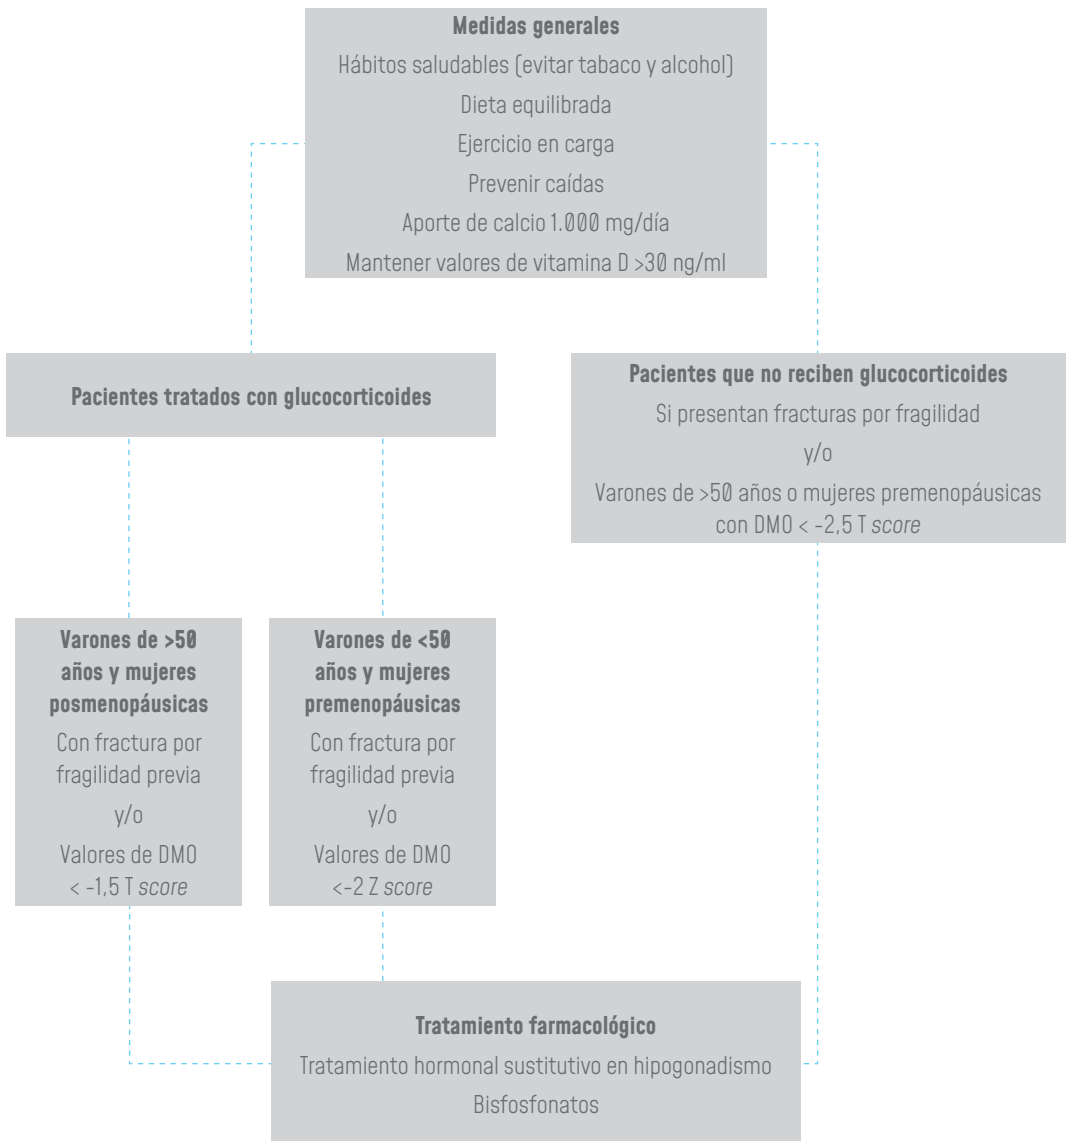 Medidas generales
Hábitos saludables (evitar tabaco y alcohol)
Dieta equilibrada
Ejercicio en carga
Prevenir caídas
Aporte de calcio 1.000 mg/día
Mantener valores de vitamina D >30 ng/ml
Pacientes tratados con glucocorticoides
Pacientes que no reciben glucocorticoides
Si presentan fracturas por fragilidad
y/o
Varones de >50 años o mujeres premenopáusicas
con DMO < -2,5 T score
Varones de >50
años y mujeres
posmenopáusicas
Con fractura por
fragilidad previa
y/o
Valores de DMO
< -1,5 T score
Varones de <50
años y mujeres
premenopáusicas
Con fractura por
fragilidad previa
y/o
Valores de DMO
<-2 Z score
Tratamiento farmacológico
Tratamiento hormonal sustitutivo en hipogonadismo
Bisfosfonatos